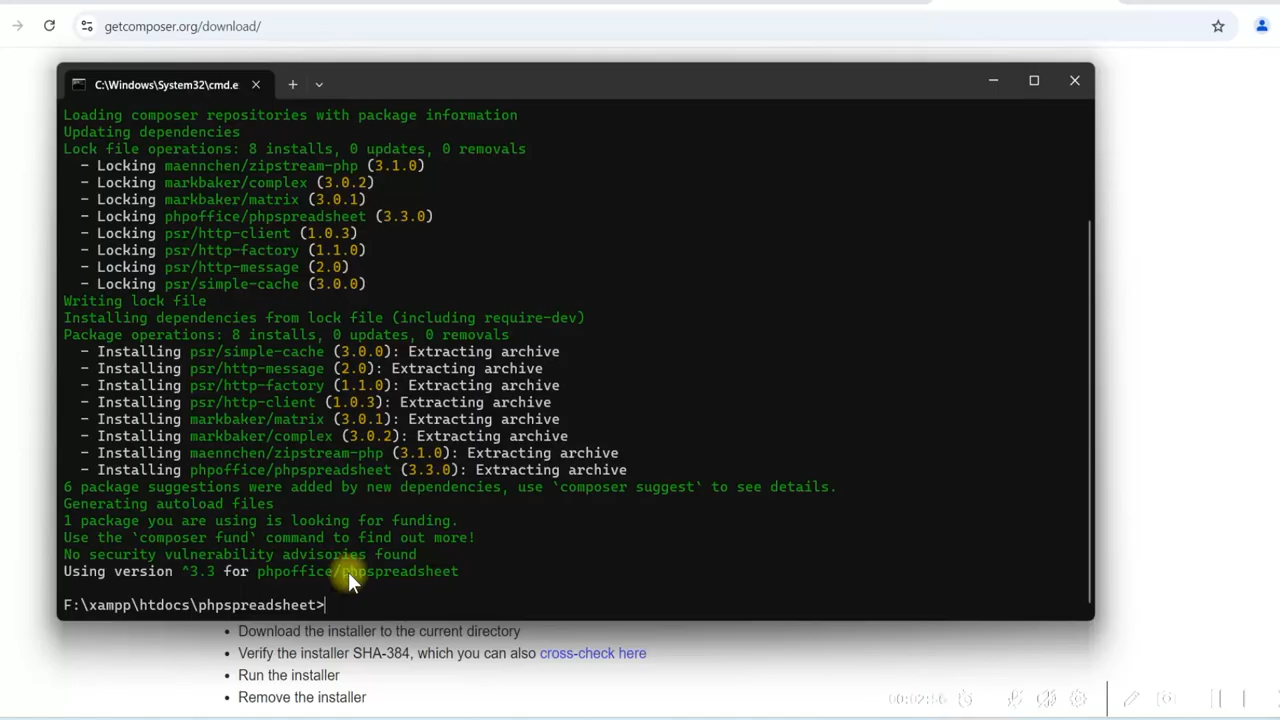 getcomposer.org/download/
C:\Windows\System32\cmd.e
Loading composer repositories with package information
Updating dependencies
Lock file operations: 8 installs, 0 updates, 0 removals
- Locking maennchen/zipstream-php (3.1.0)
- Locking markbaker/complex (3.0.2)
- Locking markbaker/matrix (3.0.1)
- Locking phpoffice/phpspreadsheet (3.3.0)
- Locking psr/http-client (1.0.3)
- Locking psr/http-factory (1.1.0)
- Locking psr/http-message (2.0)
- Locking psr/simple-cache (3.0.0)
Writing lock file
Installing dependencies from lock file (including require-dev)
Package operations: 8 installs, 0 updates, 0 removals
- Installing psr/simple-cache (3.0.0): Extracting archive
- Installing psr/http-message (2.0): Extracting archive
- Installing psr/http-factory (1.1.0): Extracting archive
- Installing psr/http-client (1.0.3): Extracting archive
- Installing markbaker/matrix (3.0.1): Extracting archive
- Installing markbaker/complex (3.0.2): Extracting archive
- Installing maennchen/zipstream-php (3.1.0): Extracting archive
- Installing phpoffice/phpspreadsheet (3.3.0): Extracting archive
6 package suggestions were added by new dependencies, use `composer suggest` to see details.
Generating autoload files
1 package you are using is looking for funding.
Use the `composer fund` command to find out more!
No security vulnerability advisories found
Using version ^3.3 for phpoffice/phpspreadsheet
F:\xampp\htdocs\phpspreadsheet>
• Download the installer to the current directory
• Verify the installer SHA-384, which you can also cross-check here
• Run the installer
• Remove the installer
00:02:56